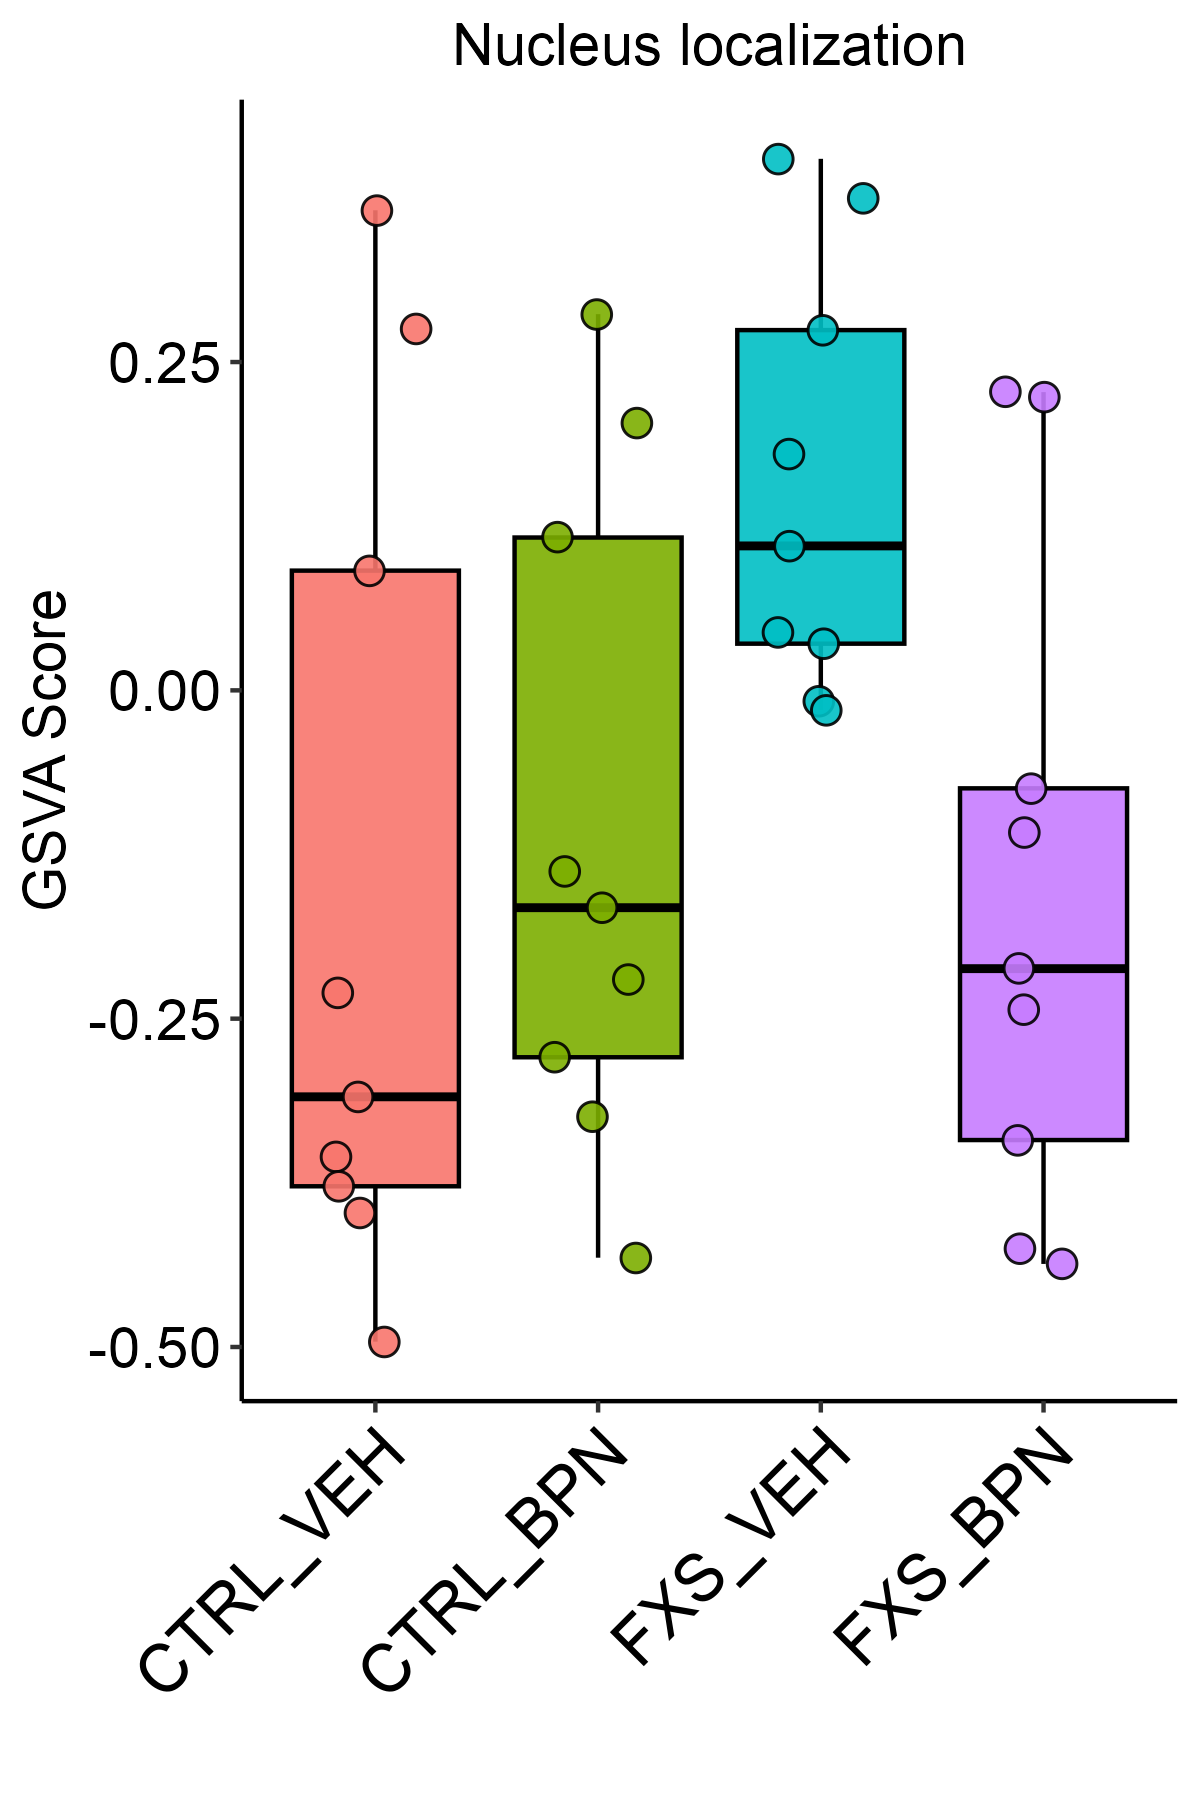 Nucleus localization
GSVA Score
0.25
0.00
-0.25
-0.50
CTRL_VEH
CTRL_BPN
FXS_VEH
FXS_BPN